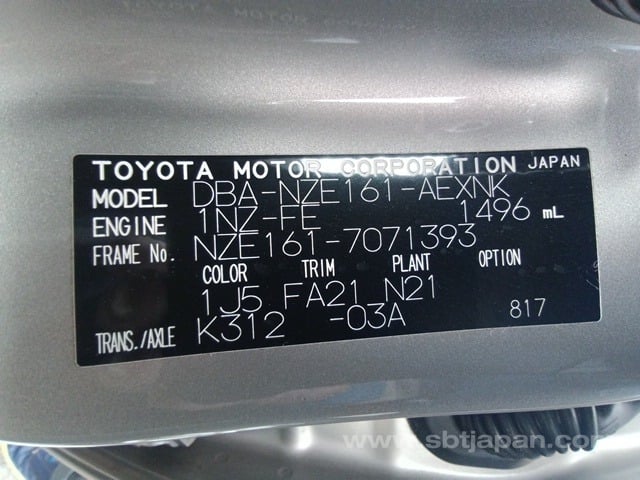 TOYOTA MOTOR CORPORATION JAPAN
MODEL DBA-NZE161-AEXNK
ENGINE 1NZ-FE 1496 mL
FRAME No. NZE161-7071393
COLOR TRIM PLANT OPTION
1J5 FA21 N21
TRANS./AXLE K312 -03A 817
www.sbtjapan.com